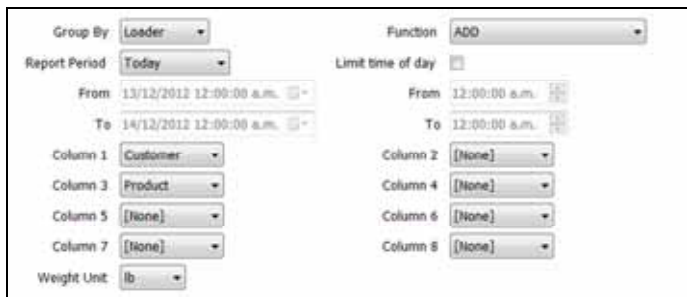 Group By Loader Function ADD
Report Period Today Limit time of day
From 13/12/2012 12:00:00 a.m. From 12:00:00 a.m.
To 14/12/2012 12:00:00 a.m. To 12:00:00 a.m.
Column 1 Customer Column 2 [None]
Column 3 Product Column 4 [None]
Column 5 [None] Column 6 [None]
Column 7 [None] Column 8 [None]
Weight Unit lb